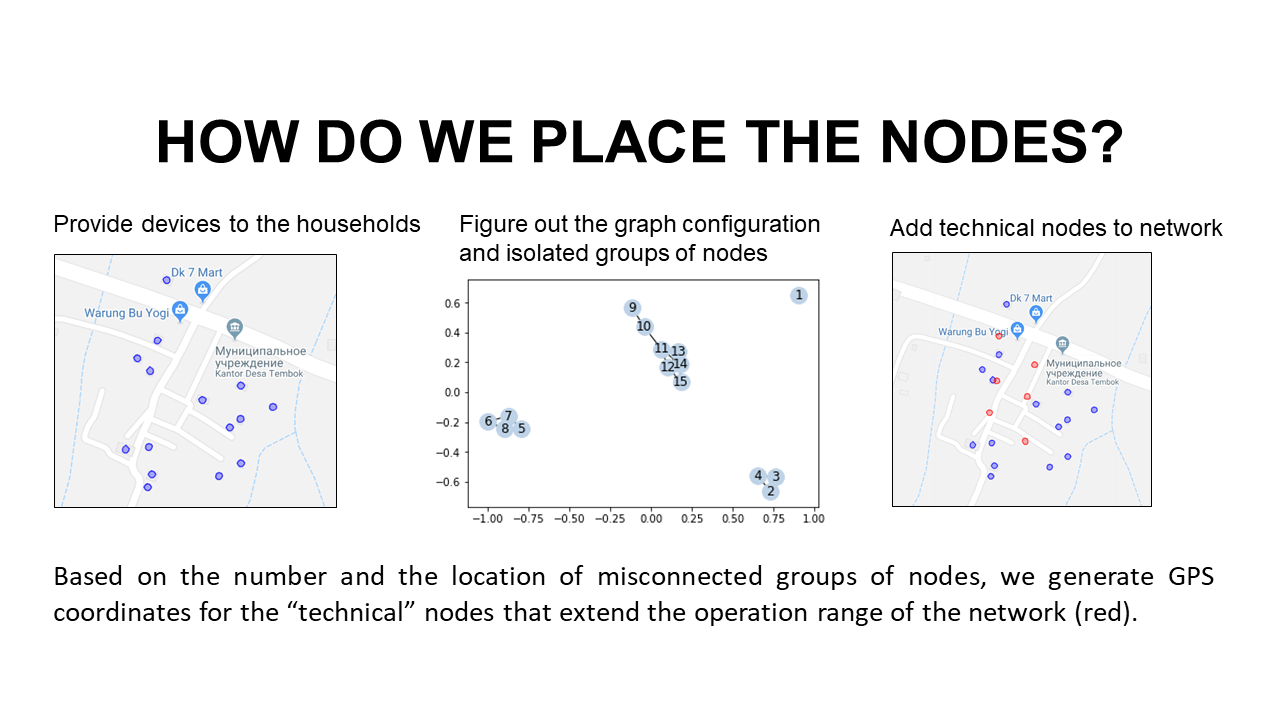 HOW DO WE PLACE THE NODES?
Provide devices to the households
Dk 7 Mart
Warung Bu Yogi
Муниципальное
учреждение
Kantor Desa Tembok
Figure out the graph configuration
and isolated groups of nodes
0.6
0.4
0.2
0.0
−0.2
−0.4
−0.6
1
9
10
11
13
12
14
15
7
6
8
5
4
3
2
−1.00 −0.75 −0.50 −0.25 0.00 0.25 0.50 0.75 1.00
Add technical nodes to network
Dk 7 Mart
Warung Bu Yogi
Муниципальное
учреждение
Kantor Desa Tembok
Based on the number and the location of misconnected groups of nodes, we generate GPS
coordinates for the “technical” nodes that extend the operation range of the network (red).